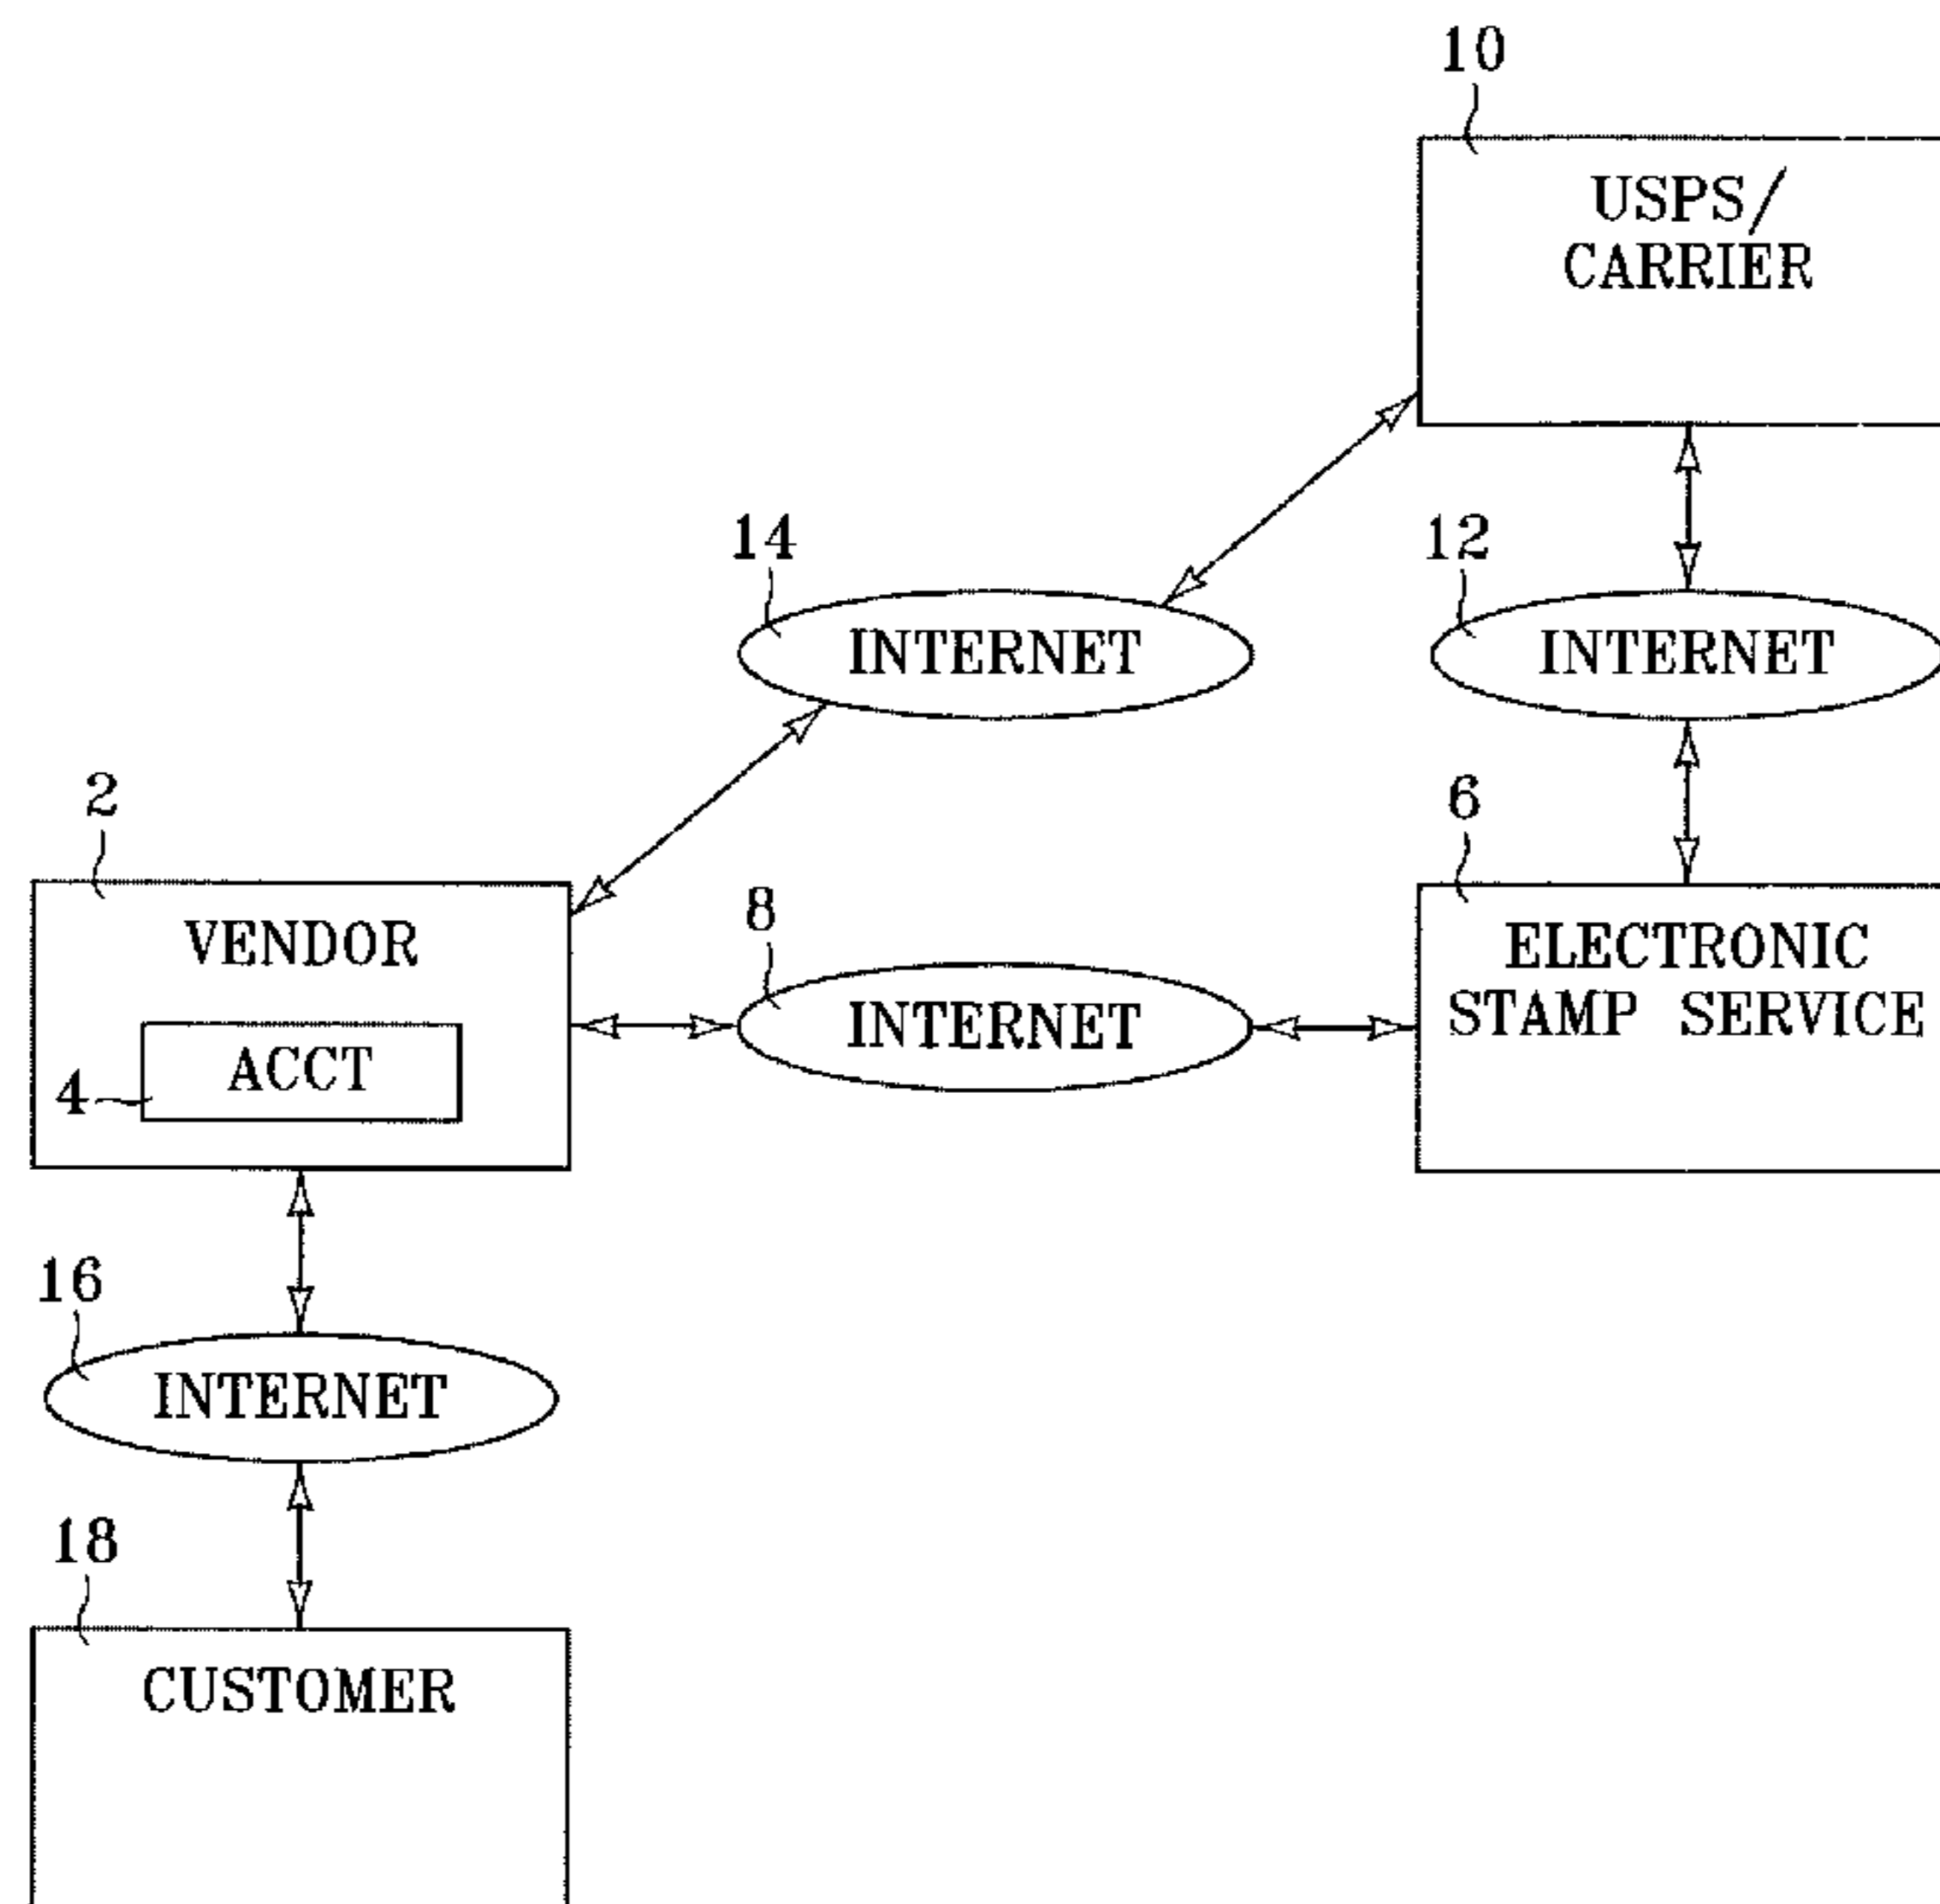 10
USPS/
CARRIER
14
INTERNET
12
INTERNET
2
VENDOR
4
ACCT
8
INTERNET
6
ELECTRONIC
STAMP SERVICE
16
INTERNET
18
CUSTOMER